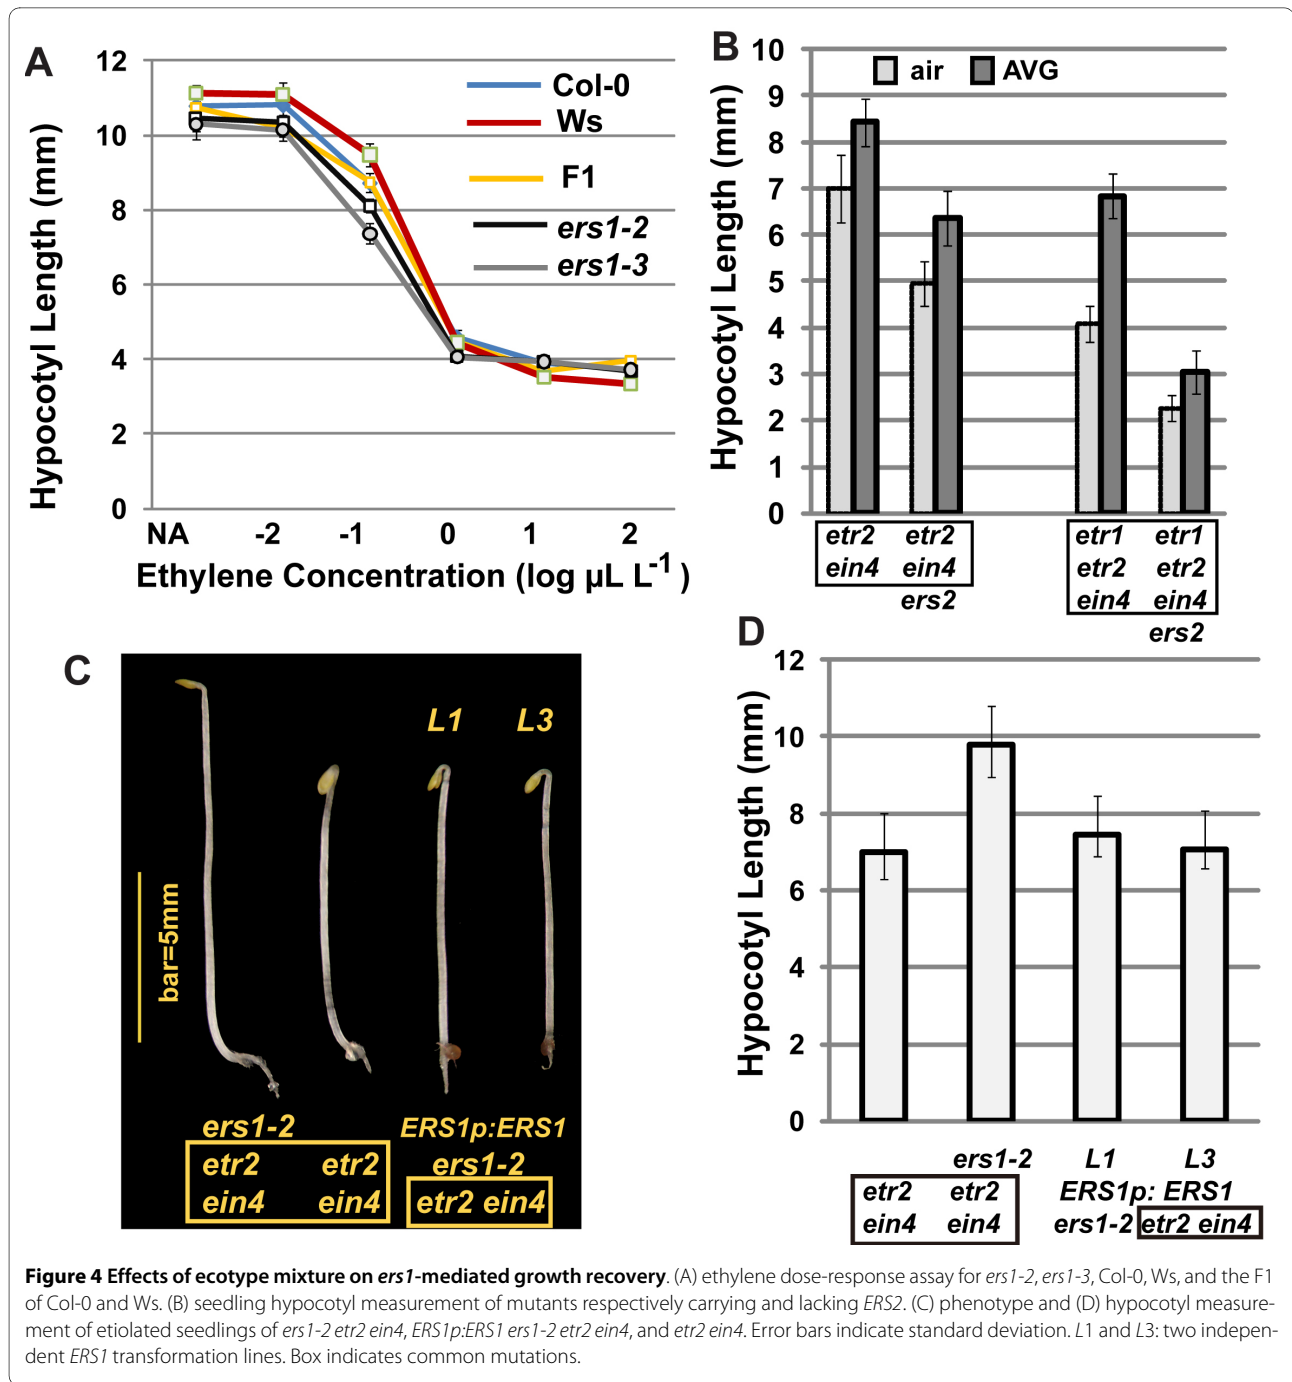 A
12
10
8
6
4
2
0
Hypocotyl Length (mm)
Col-0
Ws
F1
ers1-2
ers1-3
NA -2 -1 0 1 2
Ethylene Concentration (log µL L-1 )
B
10
9
8
7
6
5
4
3
2
1
0
Hypocotyl Length (mm)
air AVG
etr2 etr2 etr1 etr1
ein4 ein4 etr2 etr2
ers2 ein4 ein4
ers2
C
L1 L3
bar=5mm
ers1-2 ERS1p:ERS1
etr2 etr2 ers1-2
ein4 ein4 etr2 ein4
D
12
10
8
6
4
2
0
Hypocotyl Length (mm)
ers1-2 L1 L3
etr2 etr2 ERS1p: ERS1
ein4 ein4 ers1-2 etr2 ein4
Figure 4 Effects of ecotype mixture on ers1-mediated growth recovery. (A) ethylene dose-response assay for ers1-2, ers1-3, Col-0, Ws, and the F1
of Col-0 and Ws. (B) seedling hypocotyl measurement of mutants respectively carrying and lacking ERS2. (C) phenotype and (D) hypocotyl measure-
ment of etiolated seedlings of ers1-2 etr2 ein4, ERS1p:ERS1 ers1-2 etr2 ein4, and etr2 ein4. Error bars indicate standard deviation. L1 and L3: two indepen-
dent ERS1 transformation lines. Box indicates common mutations.